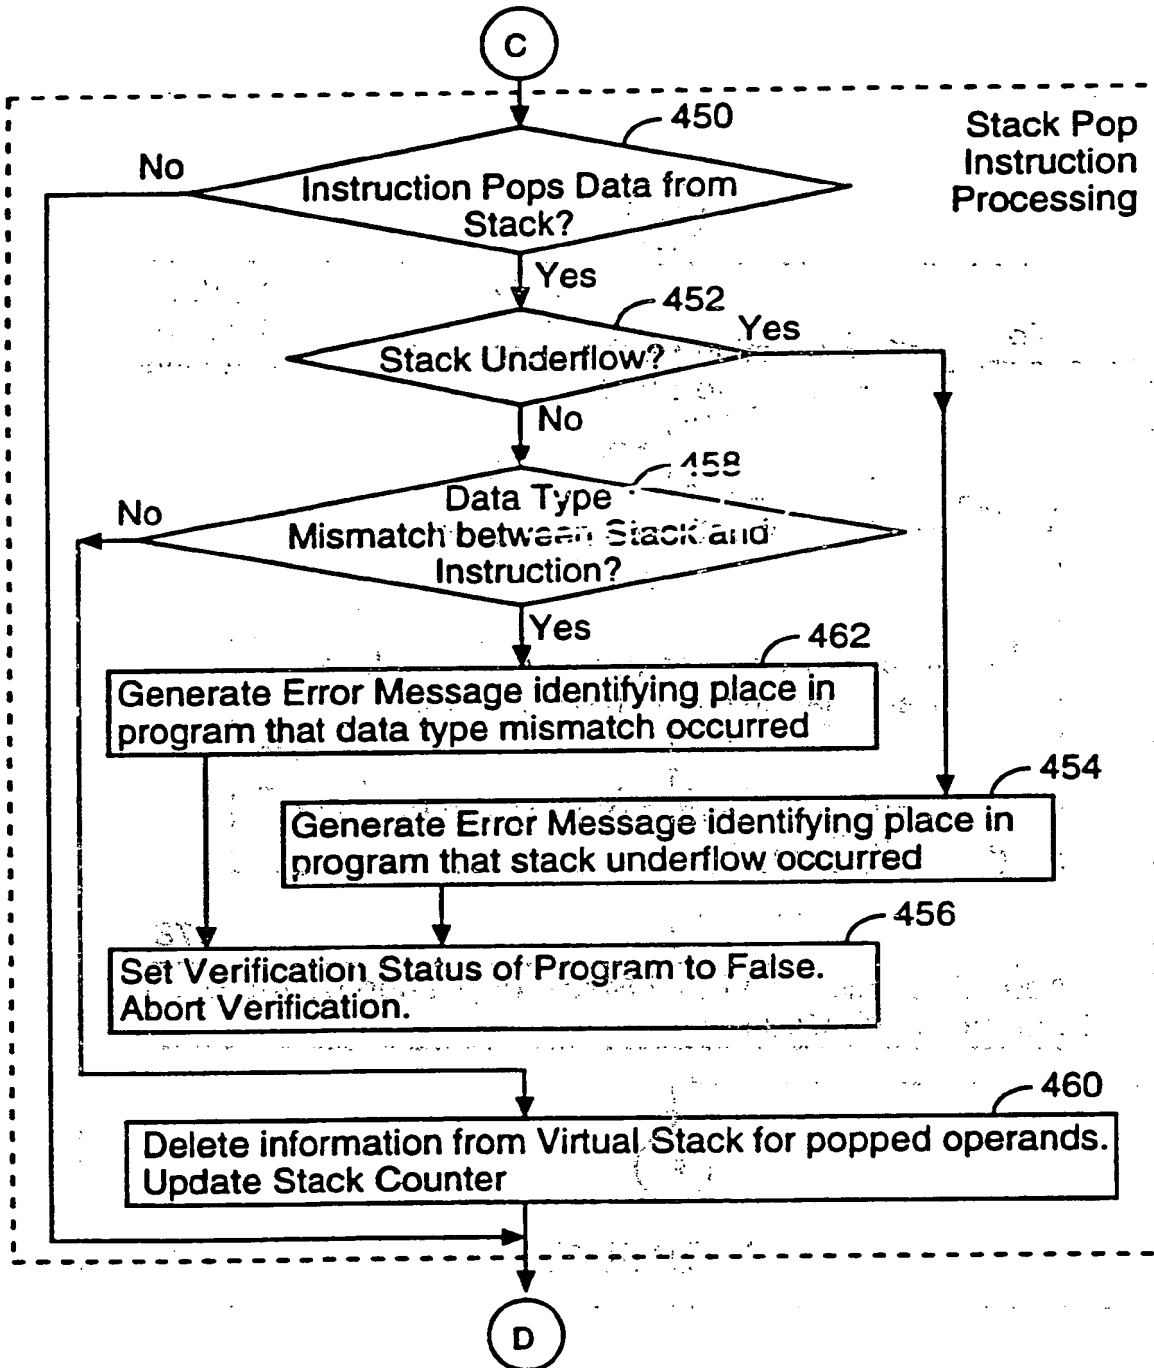 C
450
Stack Pop
Instruction
Processing
No
Instruction Pops Data from
Stack?
Yes
452
Yes
Stack Underflow?
No
458
No
Data Type
Mismatch between Stack and
Instruction?
Yes
462
Generate Error Message identifying place in
program that data type mismatch occurred
454
Generate Error Message identifying place in
program that stack underflow occurred
456
Set Verification Status of Program to False.
Abort Verification.
460
Delete information from Virtual Stack for popped operands.
Update Stack Counter
D